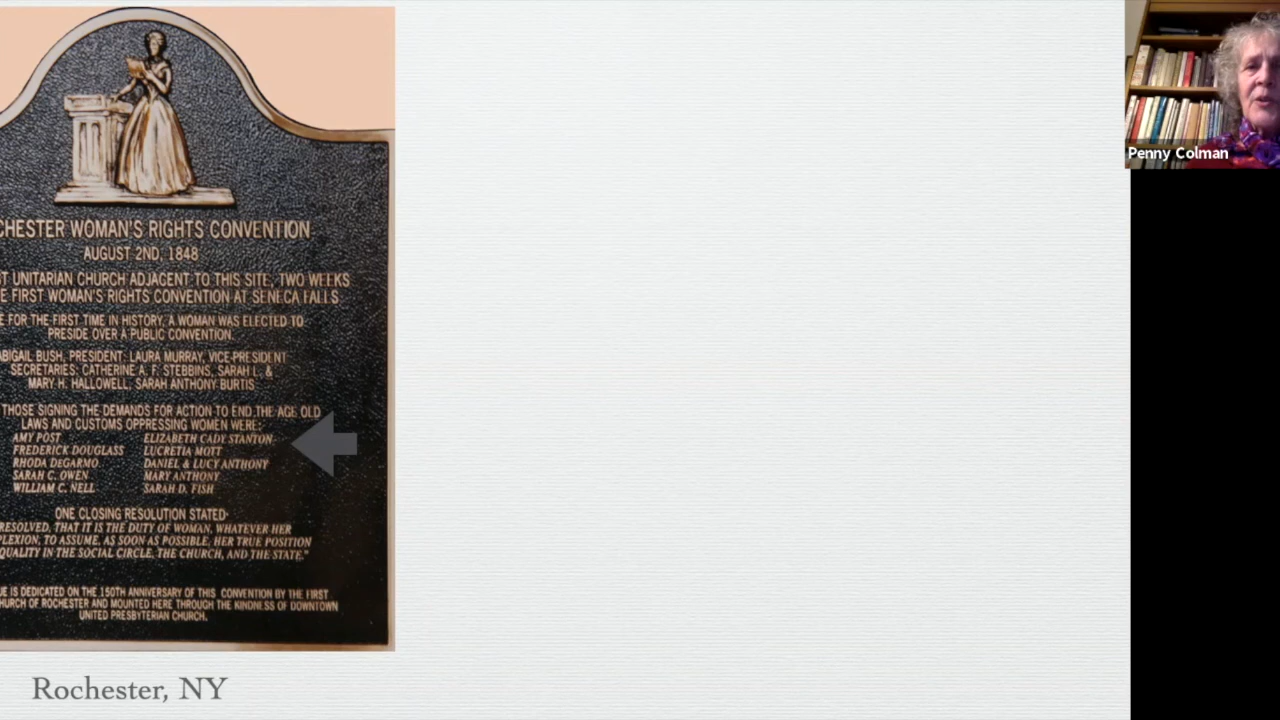 CHESTER WOMAN'S RIGHTS CONVENTION
AUGUST 2ND, 1848
T UNITARIAN CHURCH ADJACENT TO THIS SITE, TWO WEEKS
E FIRST WOMAN'S RIGHTS CONVENTION AT SENECA FALLS
E FOR THE FIRST TIME IN HISTORY, A WOMAN WAS ELECTED TO
PRESIDE OVER A PUBLIC CONVENTION.
ABIGAIL BUSH, PRESIDENT: LAURA MURRAY, VICE-PRESIDENT
SECRETARIES: CATHERINE A. F. STEBBINS, SARAH L. &
MARY H. HALLOWELL, SARAH ANTHONY BURTIS
THOSE SIGNING THE DEMANDS FOR ACTION TO END THE AGE OLD
LAWS AND CUSTOMS OPPRESSING WOMEN WERE:
AMY POST ELIZABETH CADY STANTON
FREDERICK DOUGLASS LUCRETIA MOTT
RHODA DeGARMO DANIEL & LUCY ANTHONY
SARAH C. OWEN MARY ANTHONY
WILLIAM C. NELL SARAH D. FISH
ONE CLOSING RESOLUTION STATED:
RESOLVED, THAT IT IS THE DUTY OF WOMAN, WHATEVER HER
PLEXION, TO ASSUME, AS SOON AS POSSIBLE, HER TRUE POSITION
QUALITY IN THE SOCIAL CIRCLE, THE CHURCH, AND THE STATE."
UE IS DEDICATED ON THE 150TH ANNIVERSARY OF THIS CONVENTION BY THE FIRST
HURCH OF ROCHESTER AND MOUNTED HERE THROUGH THE KINDNESS OF DOWNTOWN
UNITED PRESBYTERIAN CHURCH.
Rochester, NY
Penny Colman